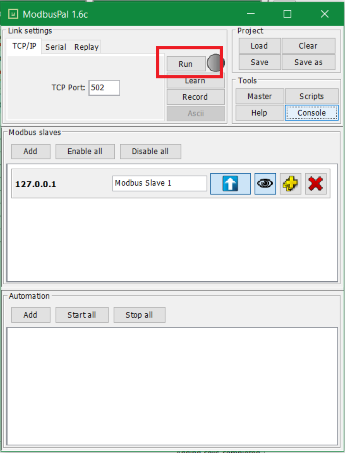 ModbusPal 1.6c
Link settings
TCP/IP Serial Replay
TCP Port: 502
Run
Learn
Record
Ascii
Project
Load Clear
Save Save as
Tools
Master Scripts
Help Console
Modbus slaves
Add Enable all Disable all
127.0.0.1 Modbus Slave 1
Automation
Add Start all Stop all